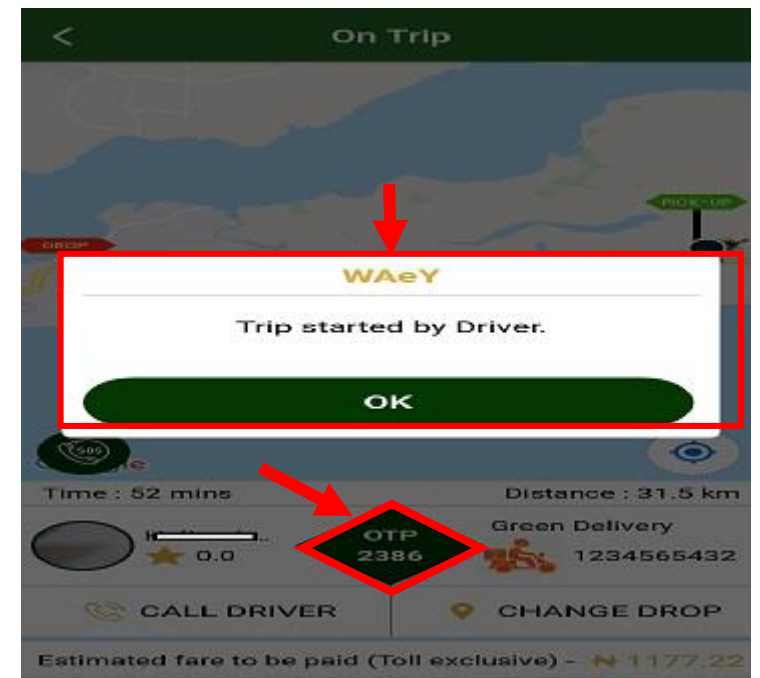 <
On Trip
PICK-UP
DROP
WAeY
Trip started by Driver.
OK
SOS
Time : 52 mins
Distance : 31.5 km
OTP
2386
0.0
Green Delivery
1234565432
CALL DRIVER
CHANGE DROP
Estimated fare to be paid (Toll exclusive) - ₦ 1177.22